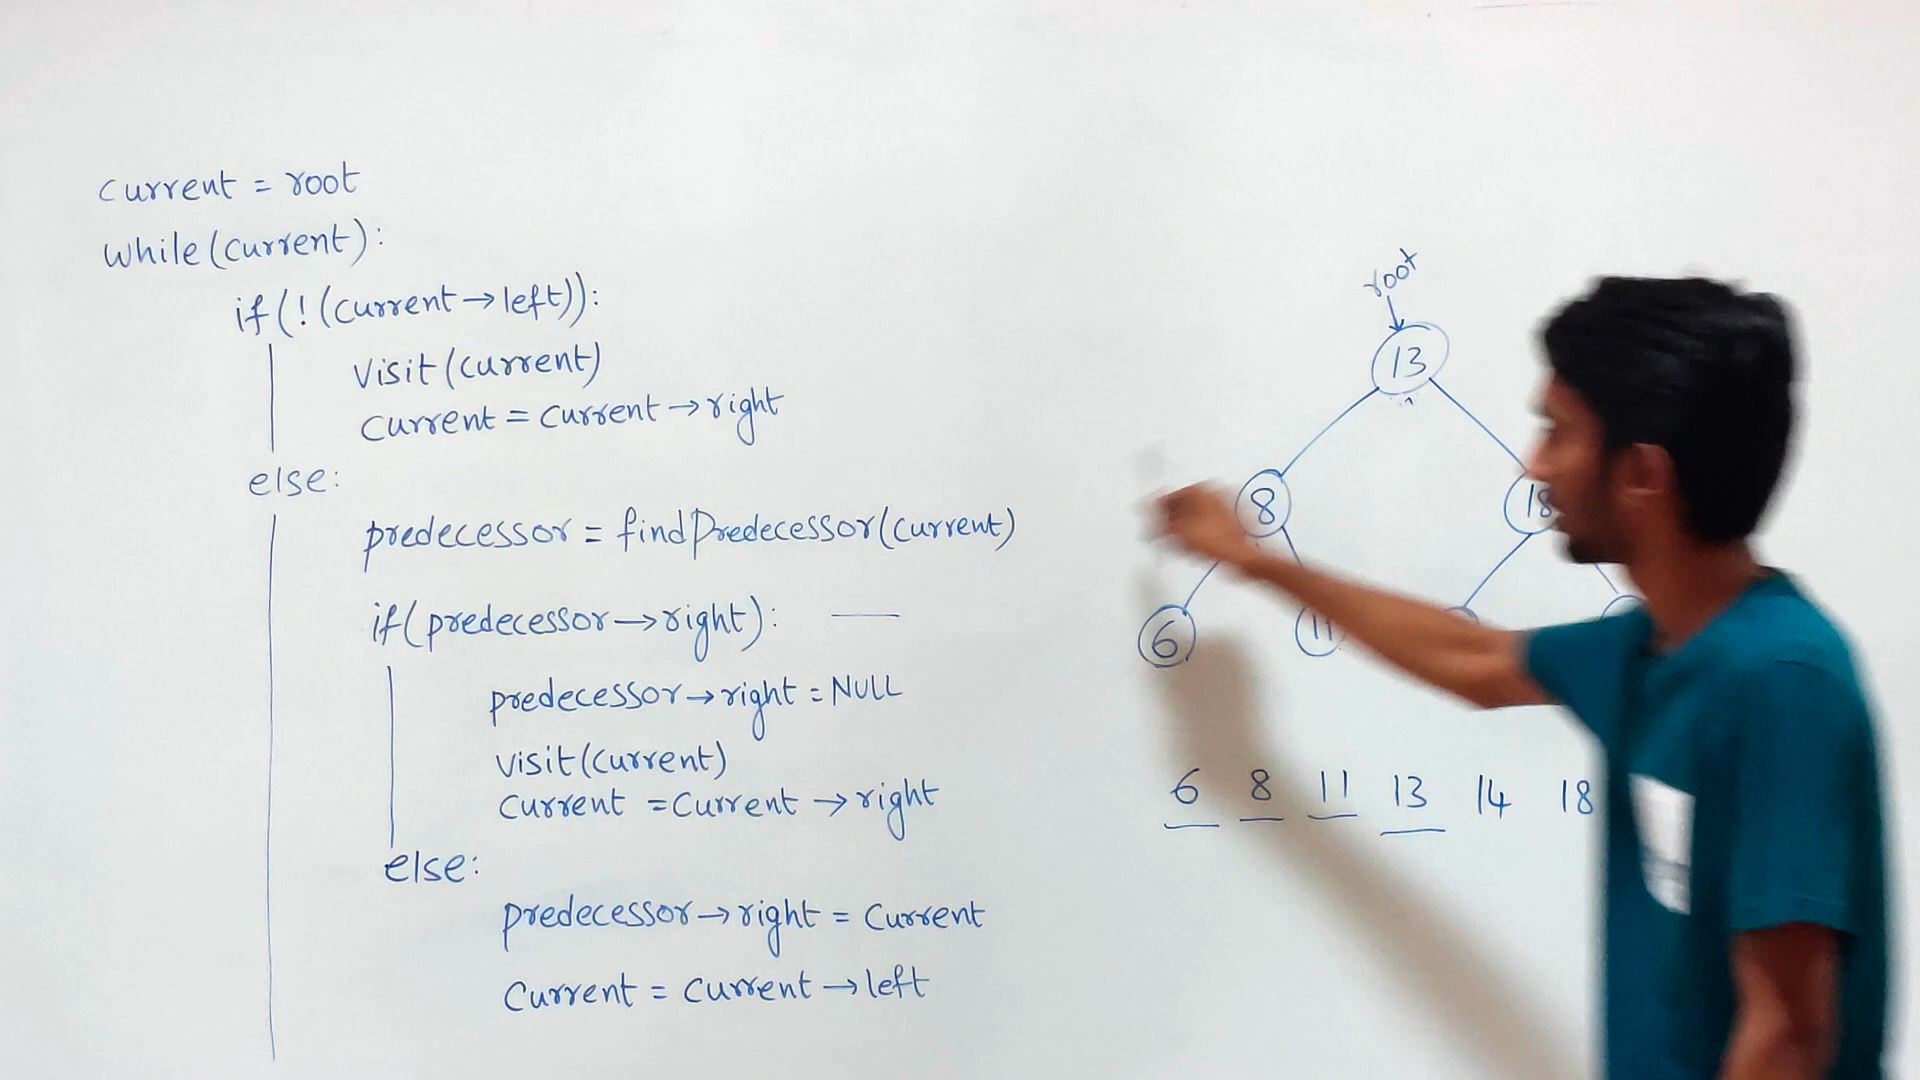 current = root
while(current):
if(!(current→left)):
visit(current)
current = current→right
else:
predecessor = findPredecessor(current)
if(predecessor→right):
predecessor→right = NULL
visit(current)
current = current→right
else:
predecessor→right = current
current = current→left
root
13
8
18
6
11
6 8 11 13 14 18